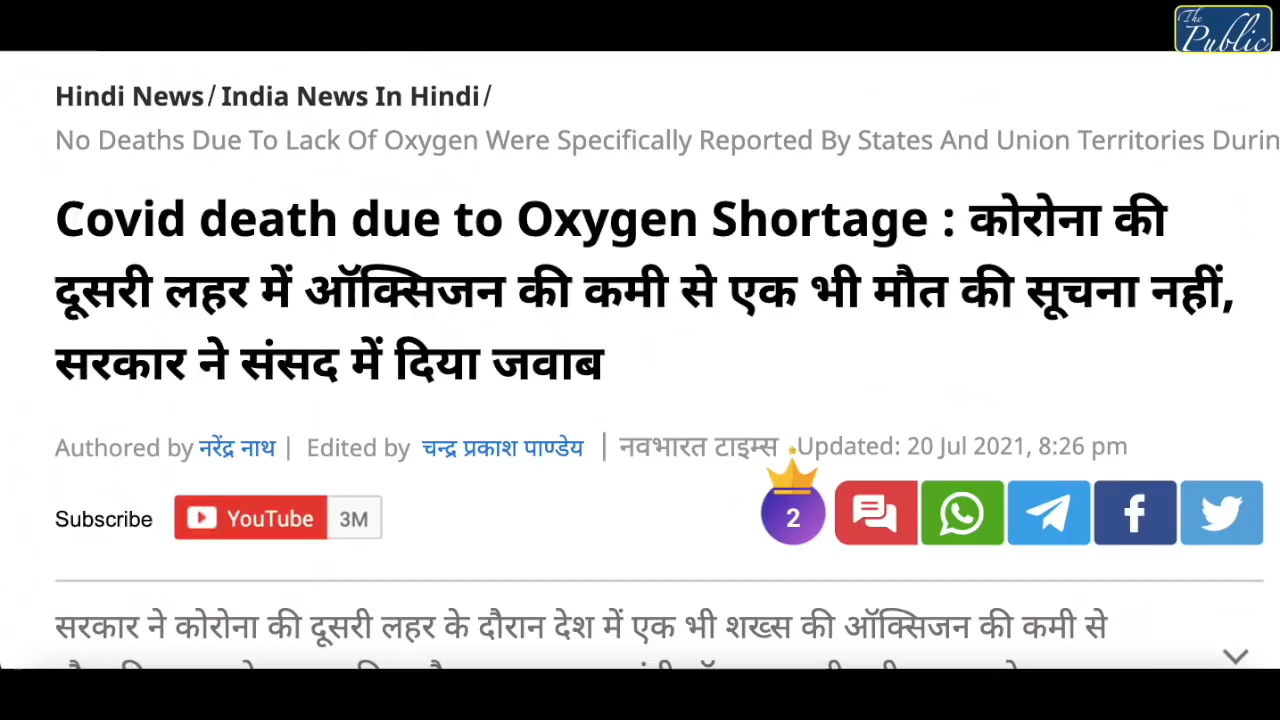 The Public
Hindi News/ India News In Hindi/
No Deaths Due To Lack Of Oxygen Were Specifically Reported By States And Union Territories
Covid death due to Oxygen Shortage : कोरोना की
दूसरी लहर में ऑक्सिजन की कमी से एक भी मौत की सूचना नहीं,
सरकार ने संसद में दिया जवाब
Authored by नरेंद्र नाथ | Edited by चन्द्र प्रकाश पाण्डेय | नवभारत टाइम्स Updated: 20 Jul 2021, 8:26 pm
Subscribe YouTube 3M 2
सरकार ने कोरोना की दूसरी लहर के दौरान देश में एक भी शख्स की ऑक्सिजन की कमी से